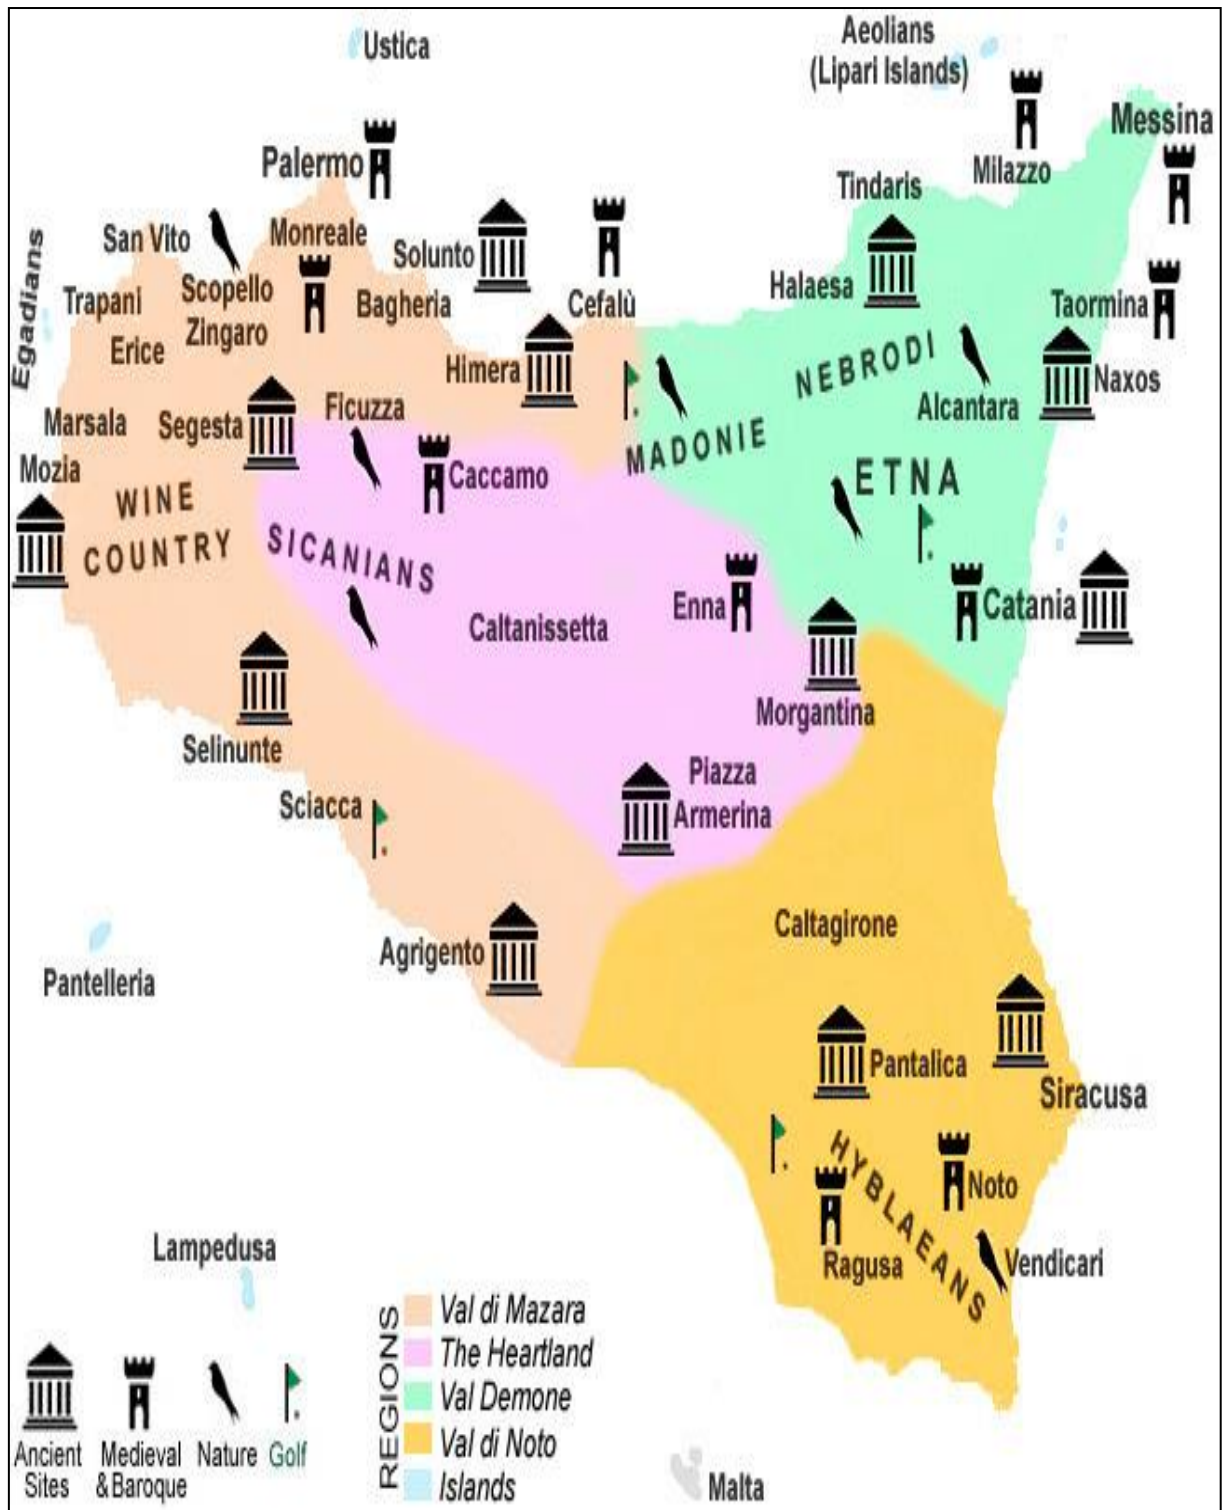 Ustica
Aeolians
(Lipari Islands)
Messina
Palermo
Milazzo
Tindaris
San Vito
Monreale
Solunto
Egadians
Trapani
Scopello
Zingaro
Bagheria
Cefalù
Halaesa
Taormina
Erice
Himera
NEBRODI
Naxos
Marsala
Segesta
Ficuzza
Alcantara
MADONIE
Mozia
Caccamo
ETNA
WINE
COUNTRY
SICANIANS
Enna
Catania
Caltanissetta
Morgantina
Selinunte
Piazza
Armerina
Sciacca
Caltagirone
Agrigento
Pantelleria
Pantalica
Siracusa
HYBLAEANS
Noto
Ragusa
Vendicari
Lampedusa
REGIONS
Val di Mazara
The Heartland
Val Demone
Val di Noto
Islands
Ancient
Sites
Medieval
& Baroque
Nature
Golf
Malta